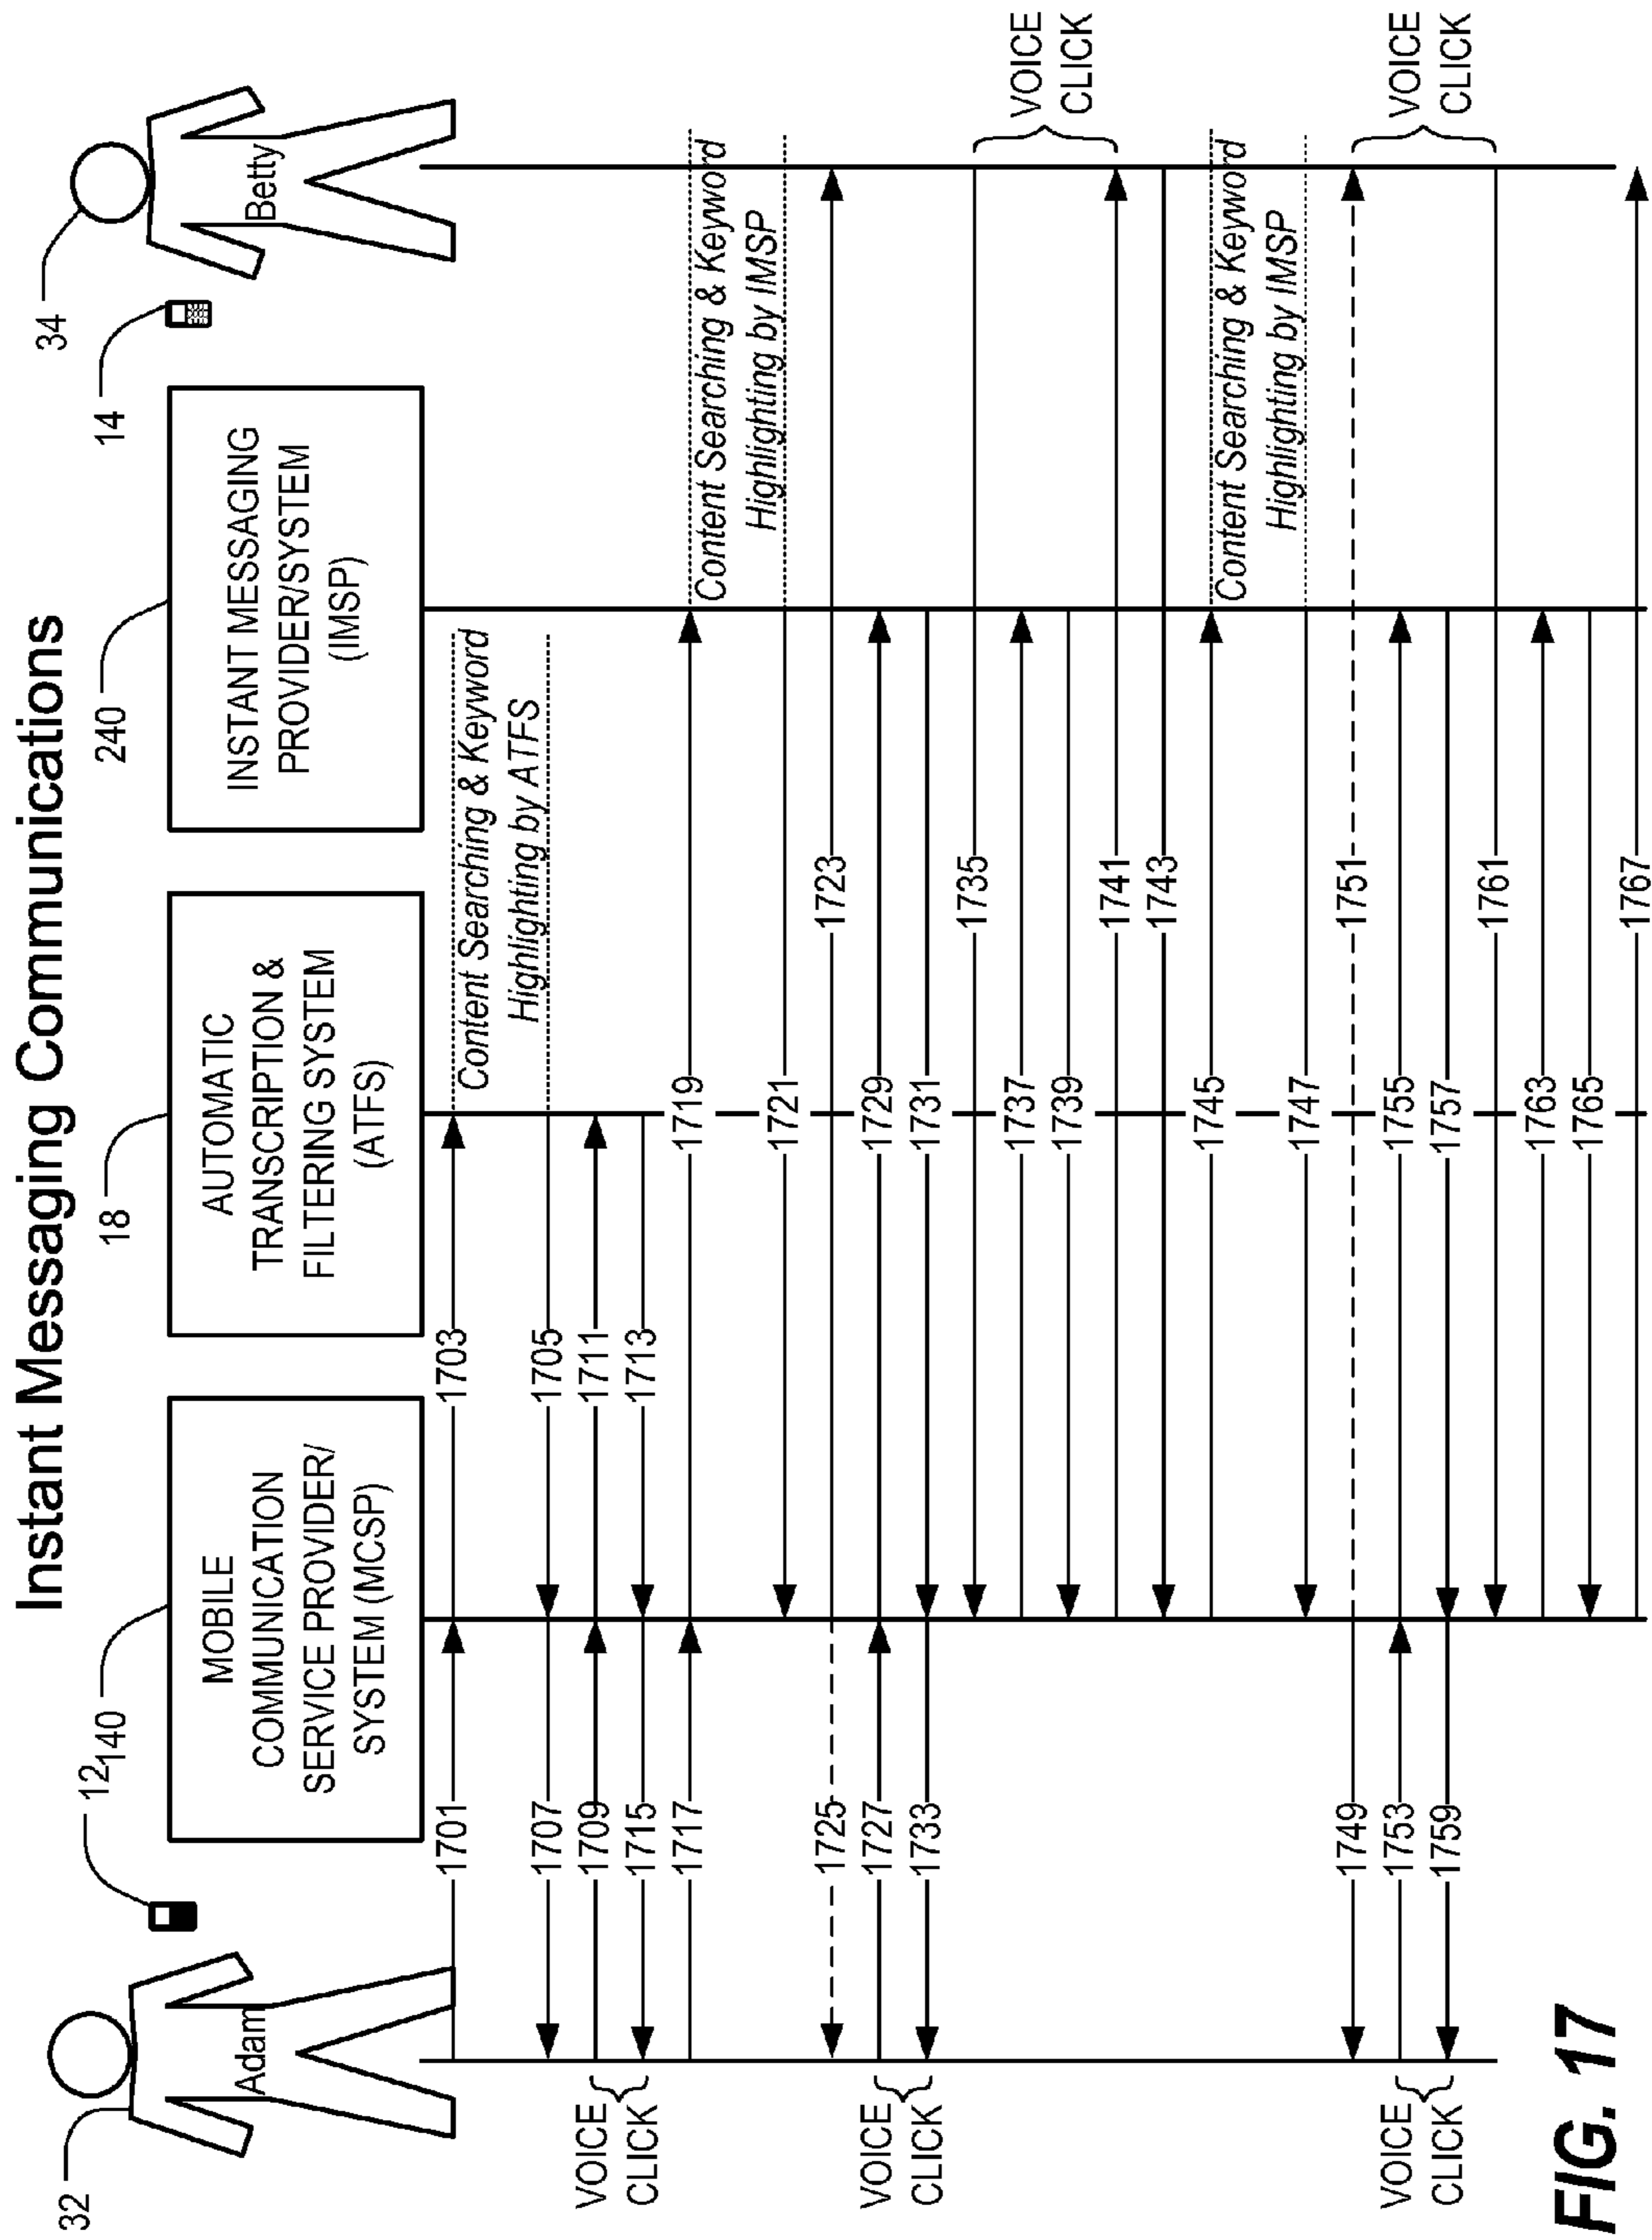 Instant Messaging Communications
32
Adam
12
140
MOBILE
COMMUNICATION
SERVICE PROVIDER/
SYSTEM (MCSP)
18
AUTOMATIC
TRANSCRIPTION &
FILTERING SYSTEM
(ATFS)
240
INSTANT MESSAGING
PROVIDER/SYSTEM
(IMSP)
14
34
Betty
1701
1703
Content Searching & Keyword
Highlighting by ATFS
1707
1705
VOICE
CLICK
1709
1711
1715
1713
1717
1719
Content Searching & Keyword
Highlighting by IMSP
1721
1725
1723
VOICE
CLICK
1727
1729
1733
1731
1735
VOICE
CLICK
1737
1739
1741
1743
1745
Content Searching & Keyword
Highlighting by IMSP
1747
1749
1751
VOICE
CLICK
VOICE
CLICK
1753
1755
1759
1757
1761
1763
1765
1767
FIG. 17